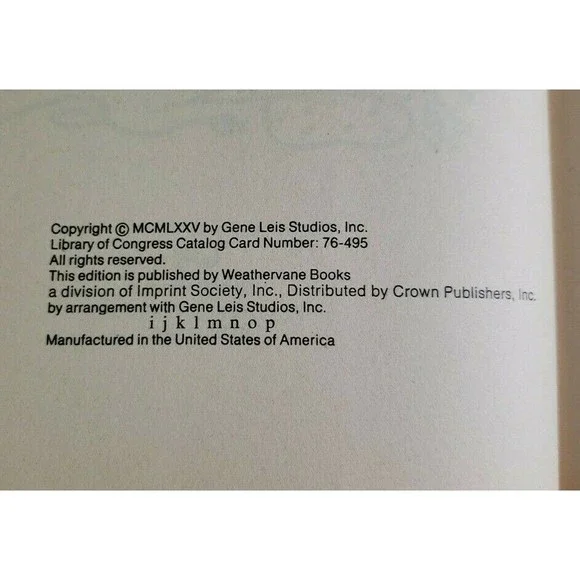 Copyright © MCMLXXV by Gene Leis Studios, Inc.
Library of Congress Catalog Card Number: 76-495
All rights reserved.
This edition is published by Weathervane Books
a division of Imprint Society, Inc., Distributed by Crown Publishers, Inc.
by arrangement with Gene Leis Studios, Inc.
i j k l m n o p
Manufactured in the United States of America